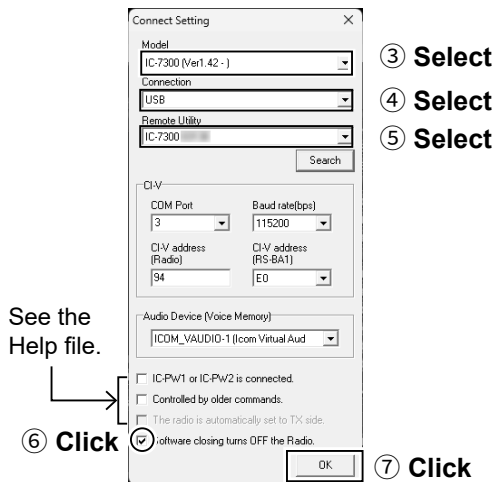 Connect Setting
Model
IC-7300 (Ver1.42 - )
③ Select
Connection
USB
④ Select
Remote Utility
IC-7300
⑤ Select
Search
CI-V
COM Port Baud rate(bps)
3 115200
CI-V address CI-V address
(Radio) (RS-BA1)
94 E0
Audio Device (Voice Memory)
ICOM_VAUDIO-1 (Icom Virtual Aud
See the
Help file.
IC-PW1 or IC-PW2 is connected.
Controlled by older commands.
The radio is automatically set to TX side.
⑥ Click
Software closing turns OFF the Radio.
OK
⑦ Click